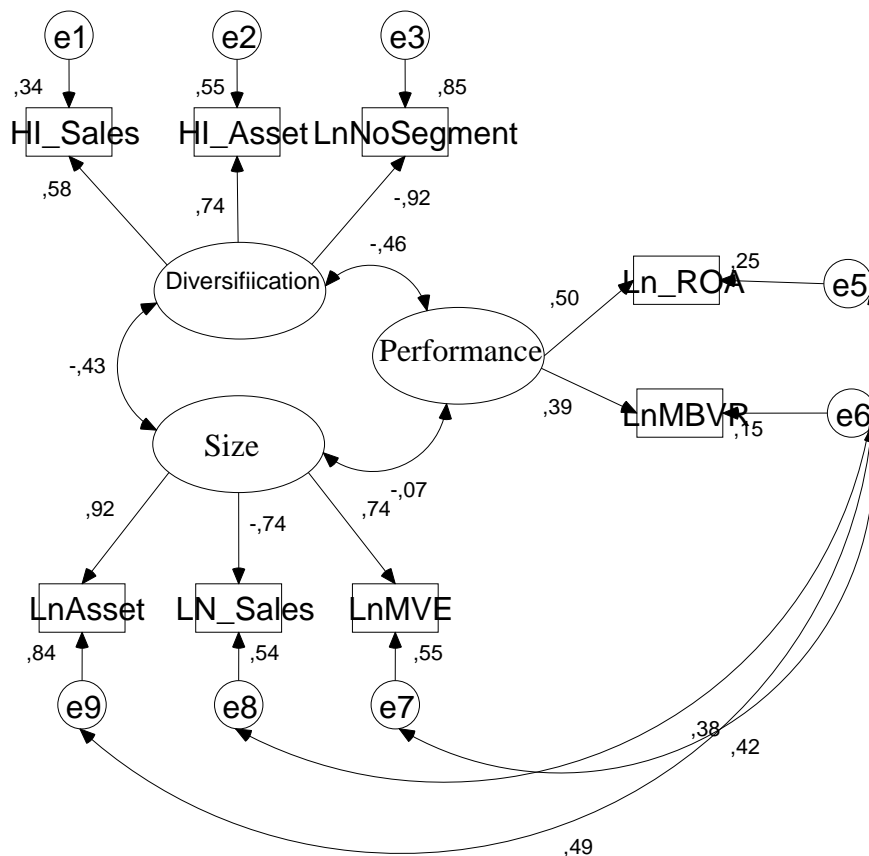 e1
e2
e3
,34
,55
,85
HI_Sales
HI_Asset
LnNoSegment
,58
,74
-,92
-,46
Diversifiication
,25
Ln_ROA
e5
,50
Performance
-,43
,39
LnMBVR
,15
e6
Size
-,07
,92
-,74
,74
LnAsset
LN_Sales
LnMVE
,84
,54
,55
e9
e8
e7
,38
,42
,49